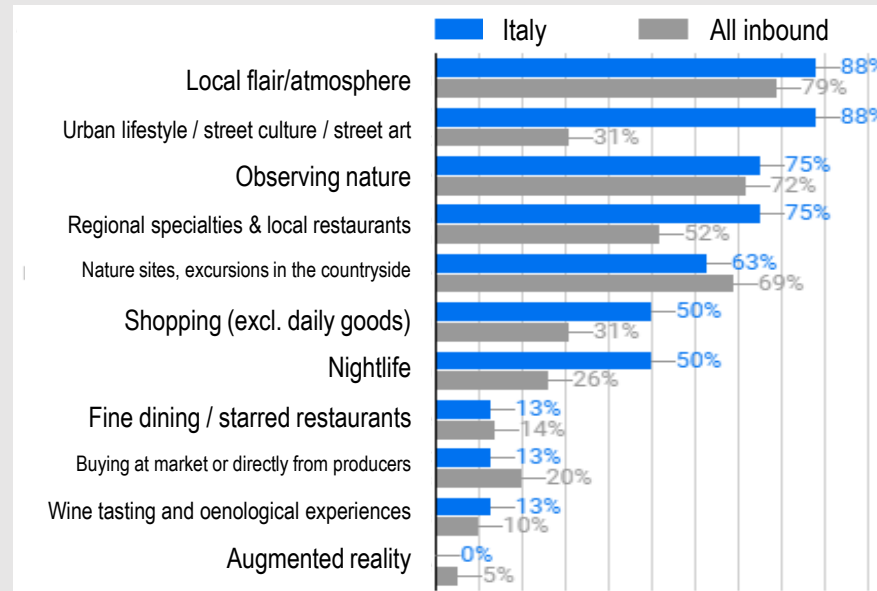 Italy All inbound
Local flair/atmosphere 88%
79%
Urban lifestyle / street culture / street art 88%
31%
Observing nature 75%
72%
Regional specialties & local restaurants 75%
52%
Nature sites, excursions in the countryside 63%
69%
Shopping (excl. daily goods) 50%
31%
Nightlife 50%
26%
Fine dining / starred restaurants 13%
14%
Buying at market or directly from producers 13%
20%
Wine tasting and oenological experiences 13%
10%
Augmented reality 0%
5%